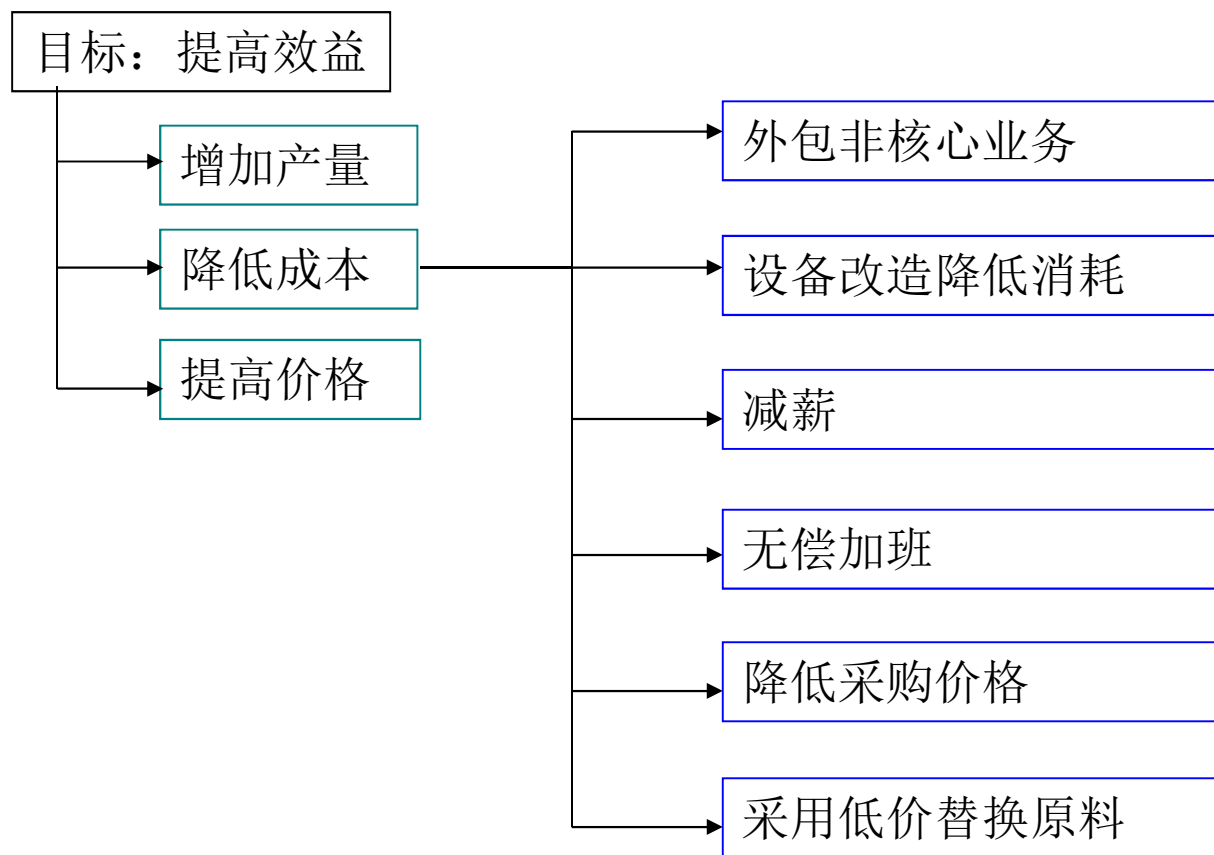 目标：提高效益
增加产量
降低成本
提高价格
外包非核心业务
设备改造降低消耗
减薪
无偿加班
降低采购价格
采用低价替换原料